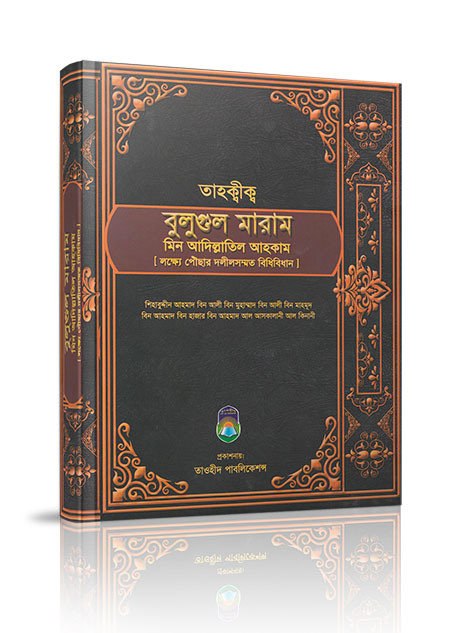 তাহক্বীক্ব
বুলুগুল মারাম
মিন আদিল্লাতিল আহকাম
[ লক্ষ্যে পৌছার দলীলসম্মত বিধিবিধান ]
শিহাবুদ্দীন আহমাদ বিন আলী বিন মুহাম্মাদ বিন আলী বিন মাহমূদ
বিন আহমাদ বিন হাজার বিন আহমাদ আল আসকালানী আল কিনানী
প্রকাশনায়ঃ
তাওহীদ পাবলিকেশন্স